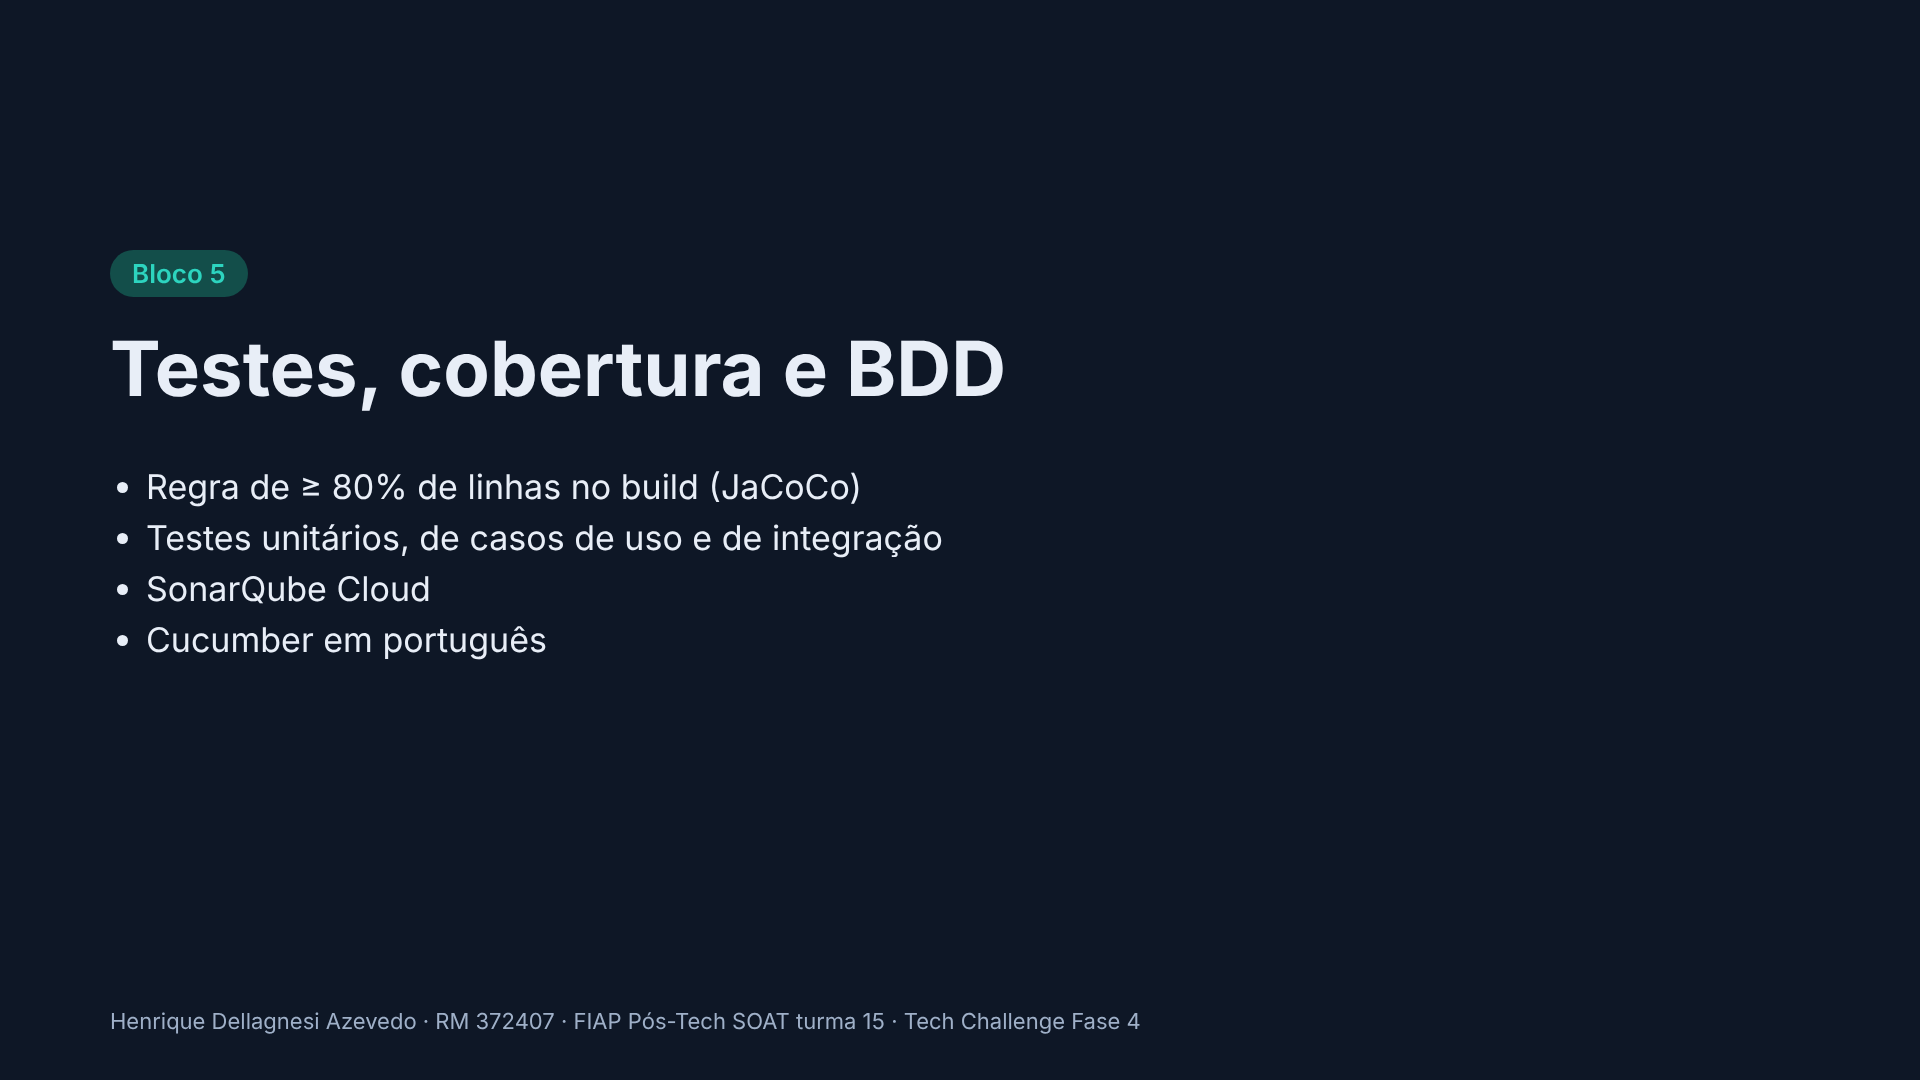 Bloco 5
Testes, cobertura e BDD
• Regra de ≥ 80% de linhas no build (JaCoCo)
• Testes unitários, de casos de uso e de integração
• SonarQube Cloud
• Cucumber em português
Henrique Dellagnesi Azevedo · RM 372407 · FIAP Pós-Tech SOAT turma 15 · Tech Challenge Fase 4